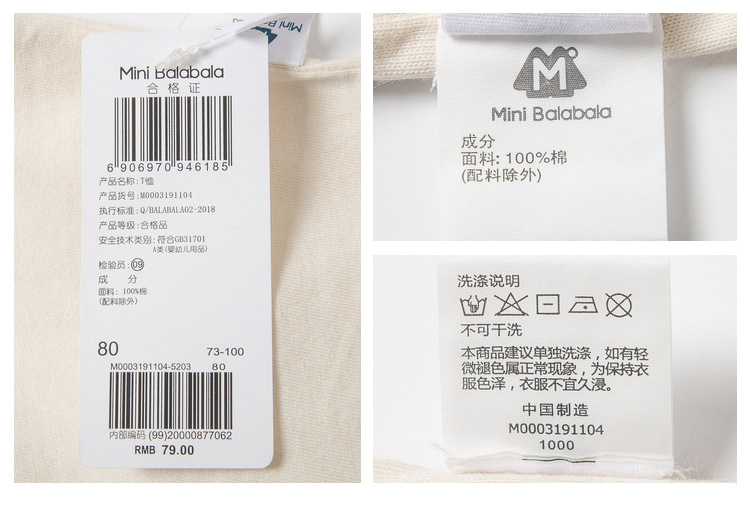 Mini Balabala
合格证
6 906970 946185
产品名称: T恤
产品货号: M0003191104
执行标准: Q/BALABALA02-2018
产品等级: 合格品
安全技术类别: 符合GB31701
A类(婴幼儿用品)
检验员: 09
成 分
面料: 100%棉
(配料除外)
80 73-100
M0003191104-5203 80
内部编码 (99)20000877062
RMB 79.00
Mini Balabala
M
Mini Balabala
成分
面料: 100%棉
(配料除外)
洗涤说明
不可干洗
本商品建议单独洗涤，如有轻
微褪色属正常现象，为保持衣
服色泽，衣服不宜久浸。
中国制造
M0003191104
1000